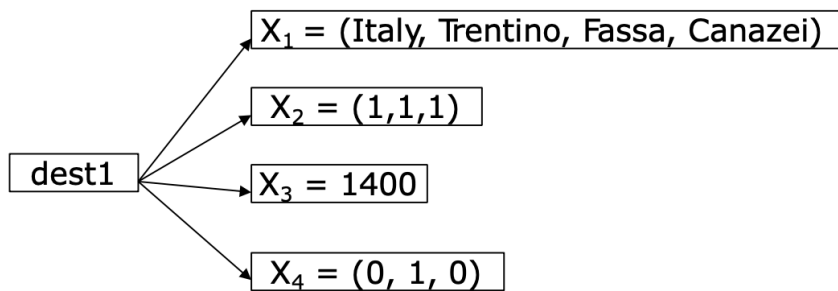 X₁ = (Italy, Trentino, Fassa, Canazei)
X₂ = (1,1,1)
dest1
X₃ = 1400
X₄ = (0, 1, 0)